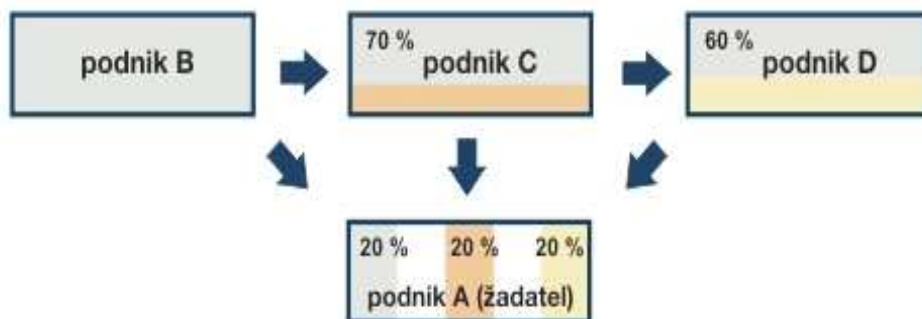 podnik B
70 %
podnik C
60 %
podnik D
20 % 20 % 20 %
podnik A (žadatel)